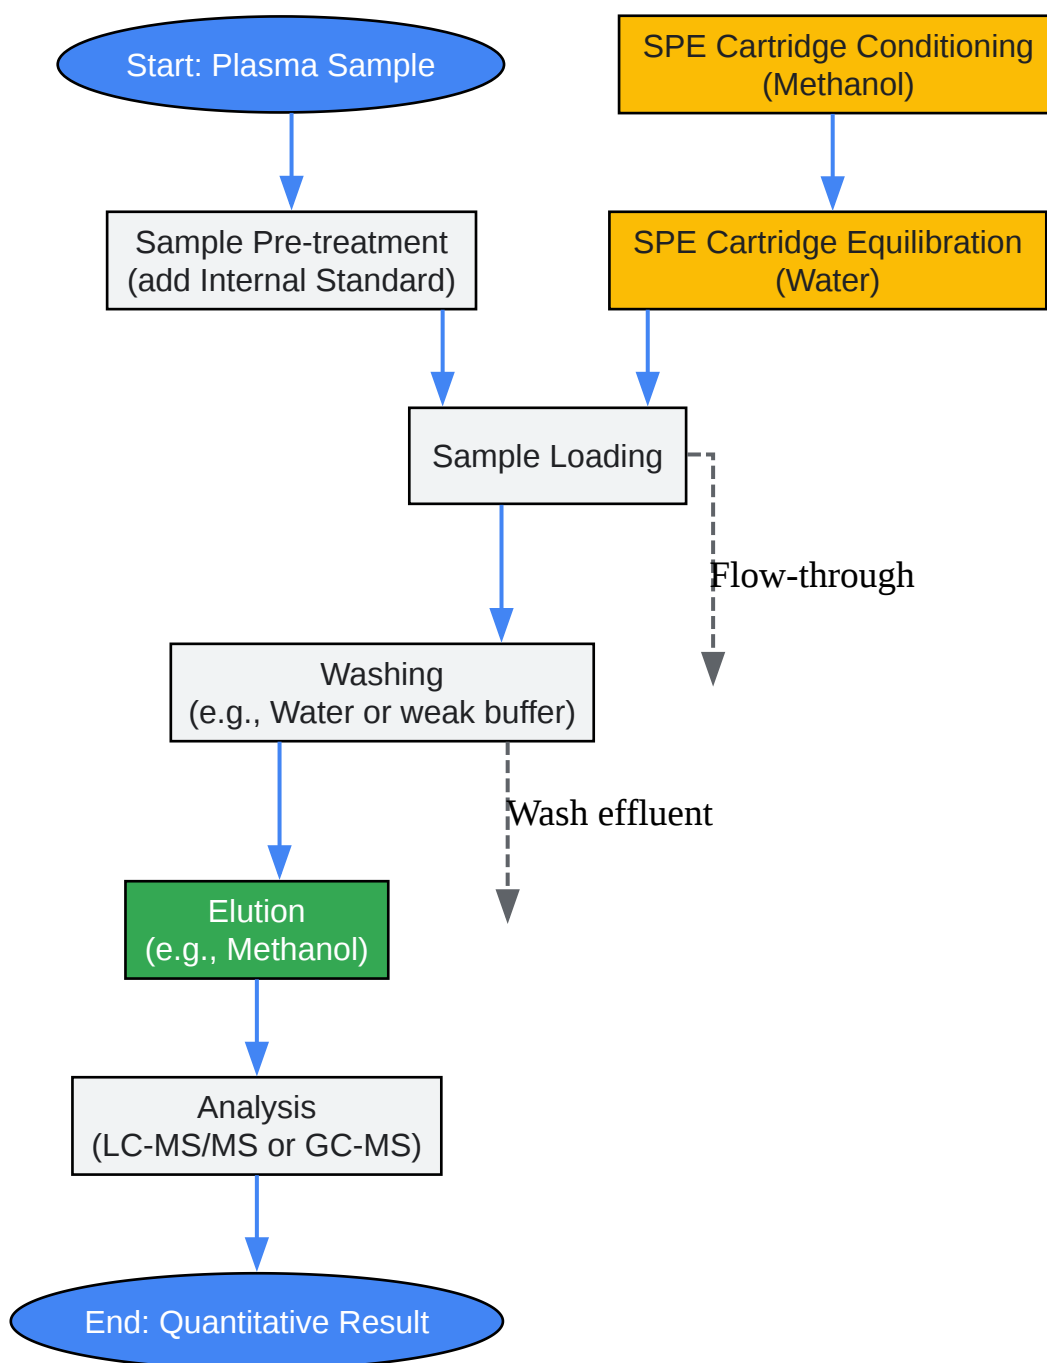 Start: Plasma Sample
SPE Cartridge Conditioning
(Methanol)
Sample Pre-treatment
(add Internal Standard)
SPE Cartridge Equilibration
(Water)
Sample Loading
Flow-through
Washing
(e.g., Water or weak buffer)
Wash effluent
Elution
(e.g., Methanol)
Analysis
(LC-MS/MS or GC-MS)
End: Quantitative Result